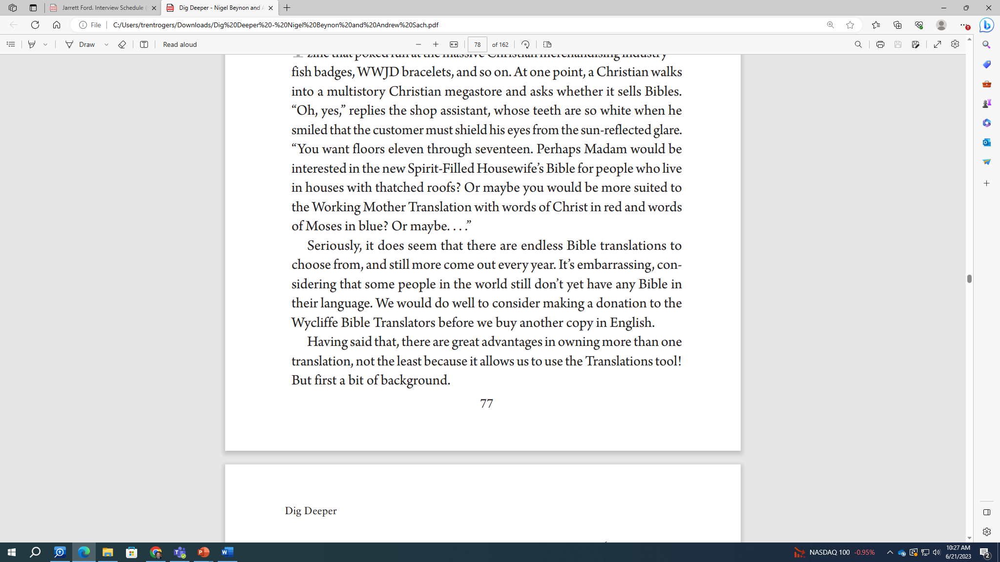 Jarrett Ford. Interview Schedule (
Dig Deeper - Nigel Beynon and A
File
C:/Users/trentrogers/Downloads/Dig%20Deeper%20-%20Nigel%20Beynon%20and%20Andrew%20Sach.pdf
Draw
Read aloud
78
of 162
zine that poked fun at the massive Christian merchandising industry—
fish badges, WWJD bracelets, and so on. At one point, a Christian walks
into a multistory Christian megastore and asks whether it sells Bibles.
“Oh, yes,” replies the shop assistant, whose teeth are so white when he
smiled that the customer must shield his eyes from the sun-reflected glare.
“You want floors eleven through seventeen. Perhaps Madam would be
interested in the new Spirit-Filled Housewife’s Bible for people who live
in houses with thatched roofs? Or maybe you would be more suited to
the Working Mother Translation with words of Christ in red and words
of Moses in blue? Or maybe. . . .”
Seriously, it does seem that there are endless Bible translations to
choose from, and still more come out every year. It’s embarrassing, con-
sidering that some people in the world still don’t yet have any Bible in
their language. We would do well to consider making a donation to the
Wycliffe Bible Translators before we buy another copy in English.
Having said that, there are great advantages in owning more than one
translation, not the least because it allows us to use the Translations tool!
But first a bit of background.
77
Dig Deeper
NASDAQ 100 -0.95%
10:27 AM
6/21/2023
2